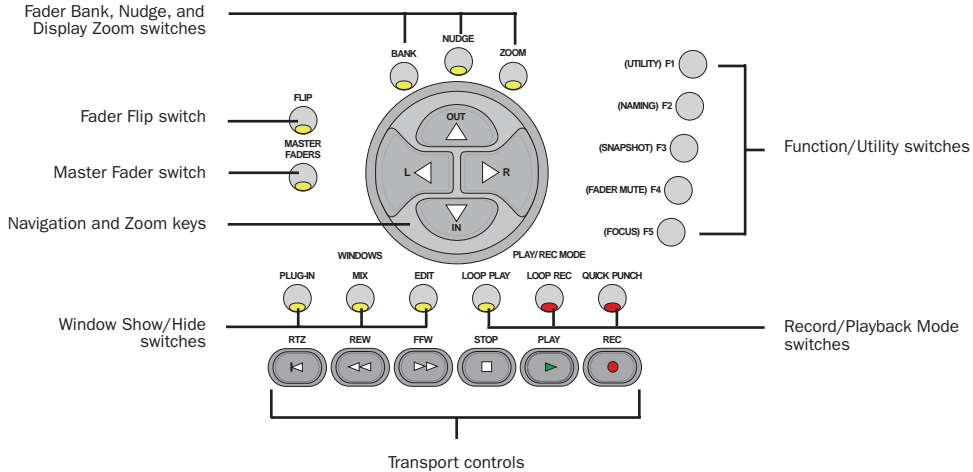 Fader Bank, Nudge, and
Display Zoom switches
BANK
NUDGE
ZOOM
FLIP
Fader Flip switch
MASTER
FADERS
Master Fader switch
Navigation and Zoom keys
OUT
L
R
IN
(UTILITY) F1
(NAMING) F2
(SNAPSHOT) F3
(FADER MUTE) F4
(FOCUS) F5
Function/Utility switches
WINDOWS
PLUG-IN
MIX
EDIT
PLAY/REC MODE
LOOP PLAY
LOOP REC
QUICK PUNCH
Window Show/Hide
switches
Record/Playback Mode
switches
RTZ
REW
FFW
STOP
PLAY
REC
Transport controls